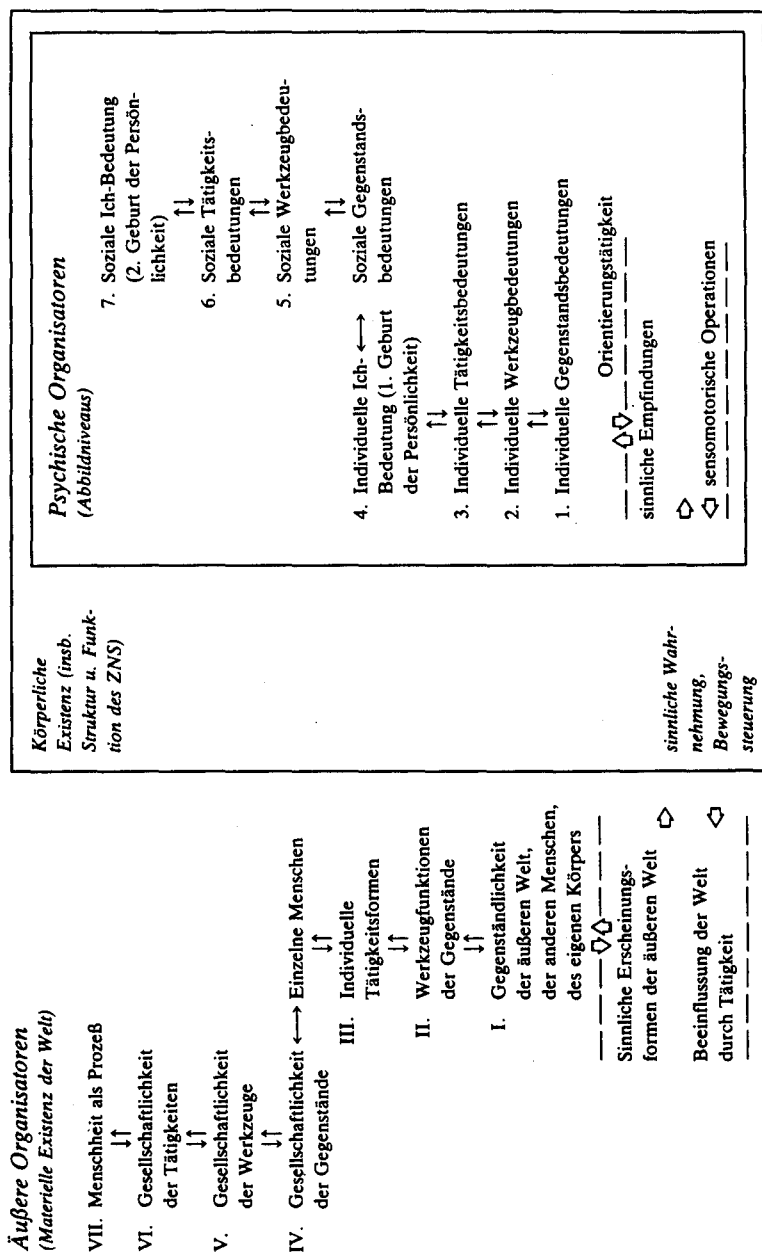 Äußere Organisatoren
(Materielle Existenz der Welt)
VII. Menschheit als Prozeß
↓↑
VI. Gesellschaftlichkeit
der Tätigkeiten
↓↑
V. Gesellschaftlichkeit
der Werkzeuge
↓↑
IV. Gesellschaftlichkeit ⟷ Einzelne Menschen
der Gegenstände
↓↑
III. Individuelle
Tätigkeitsformen
↓↑
II. Werkzeugfunktionen
der Gegenstände
↓↑
I. Gegenständlichkeit
der äußeren Welt,
der anderen Menschen,
des eigenen Körpers
Sinnliche Erscheinungs-
formen der äußeren Welt
Beeinflussung der Welt
durch Tätigkeit
Körperliche
Existenz (insb.
Struktur u. Funk-
tion des ZNS)
sinnliche Wahr-
nehmung,
Bewegungs-
steuerung
Psychische Organisatoren
(Abbildniveaus)
7. Soziale Ich-Bedeutung
(2. Geburt der Persön-
lichkeit)
↑↓
6. Soziale Tätigkeits-
bedeutungen
↑↓
5. Soziale Werkzeugbedeu-
tungen
↑↓
4. Individuelle Ich- ⟷ Soziale Gegenstands-
Bedeutung (1. Geburt bedeutungen
der Persönlichkeit)
↑↓
3. Individuelle Tätigkeitsbedeutungen
↑↓
2. Individuelle Werkzeugbedeutungen
↑↓
1. Individuelle Gegenstandsbedeutungen
Orientierungstätigkeit
sinnliche Empfindungen
sensomotorische Operationen